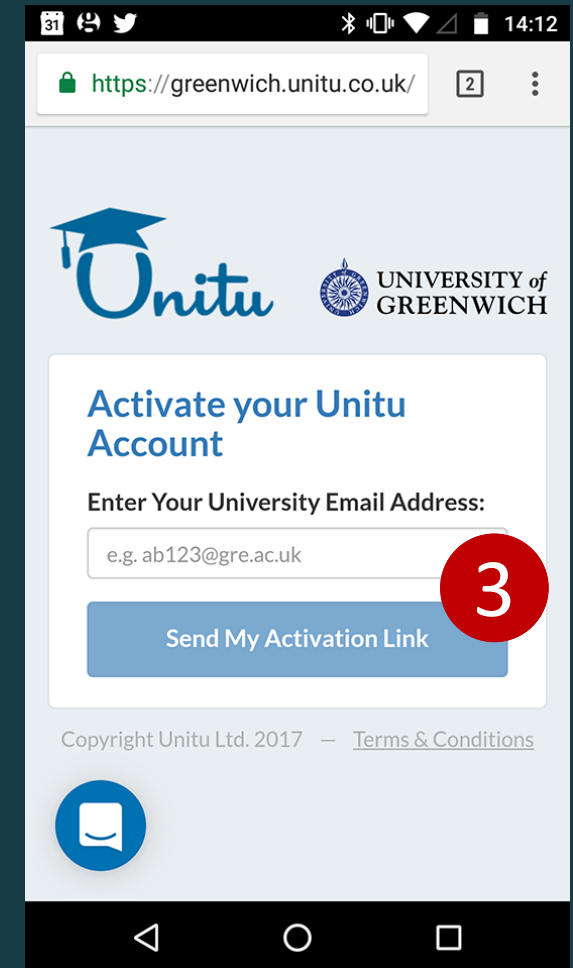 31 14:12
https://greenwich.unitu.co.uk/ 2
Unitu
UNIVERSITY of
GREENWICH
Activate your Unitu
Account
Enter Your University Email Address:
e.g. ab123@gre.ac.uk
3
Send My Activation Link
Copyright Unitu Ltd. 2017 — Terms & Conditions